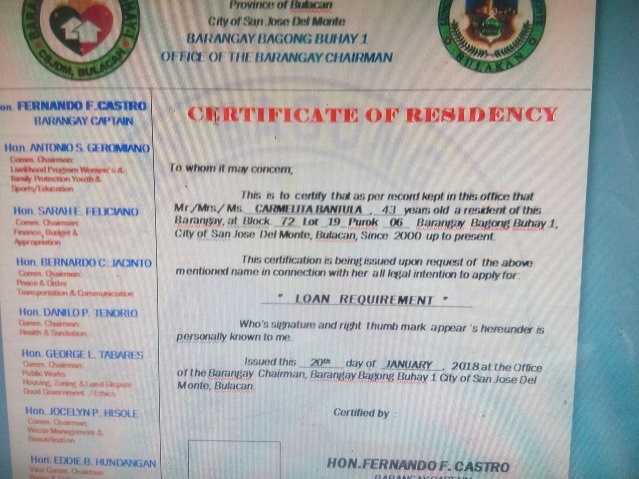 Province of Bulacan
City of San Jose Del Monte
BARANGAY BAGONG BUHAY 1
OFFICE OF THE BARANGAY CHAIRMAN
CSJDM, BULACAN
BULAKAN
on. FERNANDO F. CASTRO
BARANGAY CAPTAIN
Hon. ANTONIO S. GEROMIANO
Comm. Chairman:
Livelihood Program Women's &
Family Protection Youth &
Sports/Education
Hon. SARAH E. FELICIANO
Comm. Chairman:
Finance, Budget &
Appropriation
Hon. BERNARDO C. JACINTO
Comm. Chairman:
Peace & Order
Transportation & Communication
Hon. DANILO P. TENORIO
Comm. Chairman:
Health & Sanitation
Hon. GEORGE L. TABARES
Comm. Chairman:
Public Works
Housing, Zoning & Land Dispute
Good Government / Ethics
Hon. JOCELYN P. HISOLE
Comm. Chairman:
Waste Management &
Beautification
Hon. EDDIE B. HUNDANGAN
CERTIFICATE OF RESIDENCY
To whom it may concern;
This is to certify that as per record kept in this office that
Mr./Mrs./ Ms. CARMELITA BANTULA , 43 years old a resident of this
Barangay, at Block 72 Lot 19 Purok 06 Barangay Bagong Buhay 1,
City of San Jose Del Monte, Bulacan, Since 2000 up to present.
This certification is being issued upon request of the above
mentioned name in connection with her all legal intention to apply for:
" LOAN REQUIREMENT "
Who's signature and right thumb mark appear's hereunder is
personally known to me.
Issued this 20th day of JANUARY , 2018 at the Office
of the Barangay Chairman, Barangay Bagong Buhay 1 City of San Jose Del
Monte, Bulacan.
Certified by :
HON. FERNANDO F. CASTRO
BARANGAY CAPTAIN